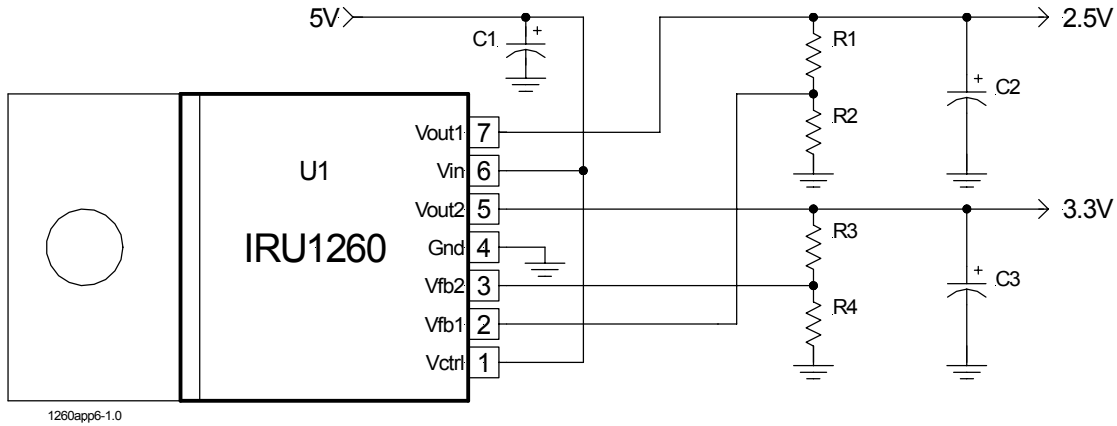 5V
C1
+
R1
2.5V
+
C2
R2
Vout1 7
U1
Vin 6
Vout2 5
3.3V
R3
IRU1260
Gnd 4
Vfb2 3
+
C3
R4
Vfb1 2
Vctrl 1
1260app6-1.0